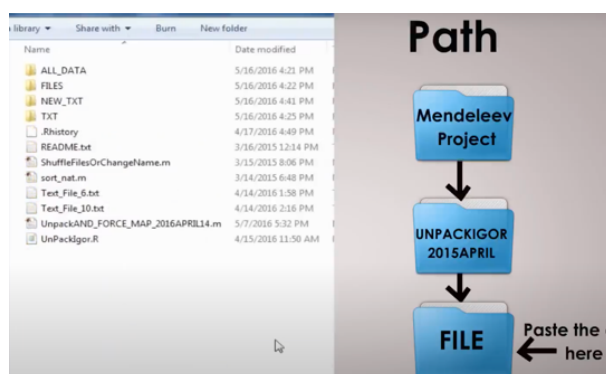 library Share with Burn New folder
Name Date modified
ALL_DATA 5/16/2016 4:21 PM
FILES 5/16/2016 4:22 PM
NEW_TXT 5/16/2016 4:41 PM
TXT 5/16/2016 4:25 PM
.Rhistory 4/17/2016 4:49 PM
README.txt 3/16/2015 12:14 PM
ShuffleFilesOrChangeName.m 3/15/2015 8:06 PM
sort_nat.m 3/14/2015 6:48 PM
Text_File_6.txt 4/14/2016 1:58 PM
Text_File_10.txt 4/14/2016 2:16 PM
UnpackAND_FORCE_MAP_2016APRIL14.m 5/7/2016 5:32 PM
UnPackIgor.R 4/15/2016 11:50 AM
Path
Mendeleev
Project
UNPACKIGOR
2015APRIL
FILE
Paste the
here